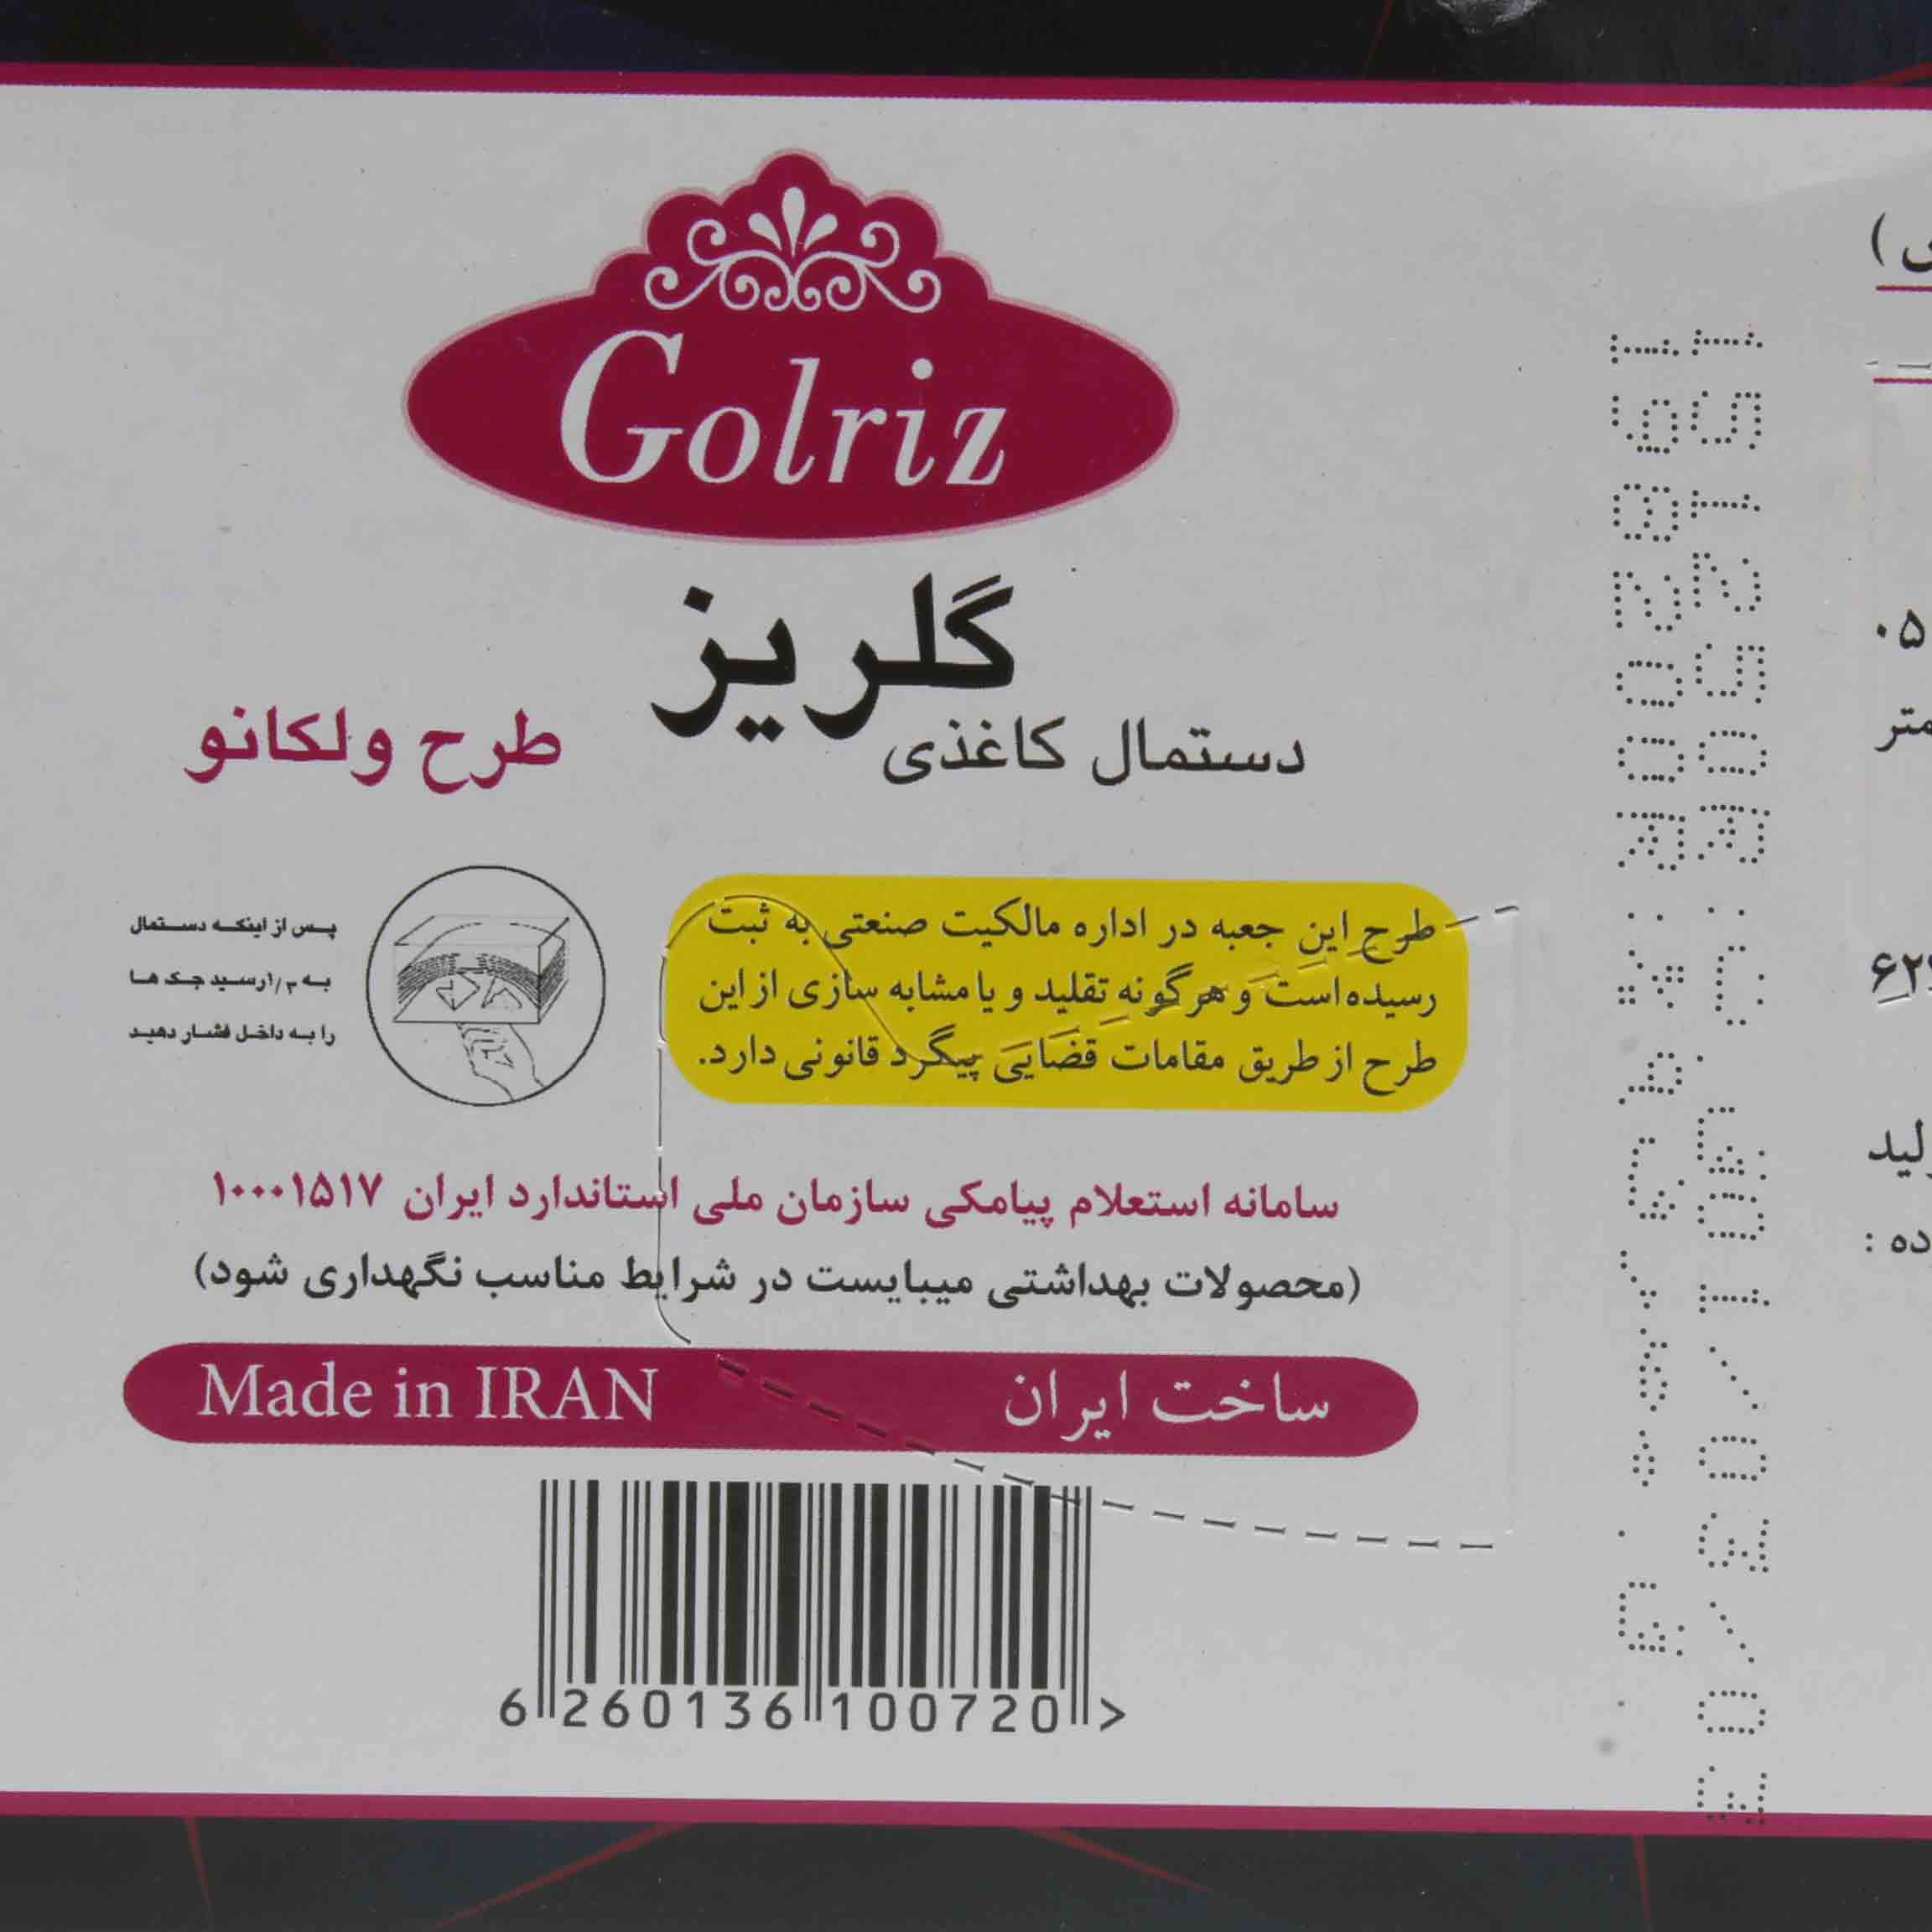 Golriz
گلریز
دستمال کاغذی
طرح ولکانو
طرح این جعبه در اداره مالکیت صنعتی به ثبت
رسیده است و هرگونه تقلید و یا مشابه سازی از این
طرح از طریق مقامات قضایی پیگرد قانونی دارد.
پس از اینکه دستمال
به ۱/۳ رسید جک ها
را به داخل فشار دهید
سامانه استعلام پیامکی سازمان ملی استاندارد ایران ۱۰۰۰۱۵۱۷
(محصولات بهداشتی میبایست در شرایط مناسب نگهداری شود)
ساخت ایران
Made in IRAN
6 260136 100720 >
متر